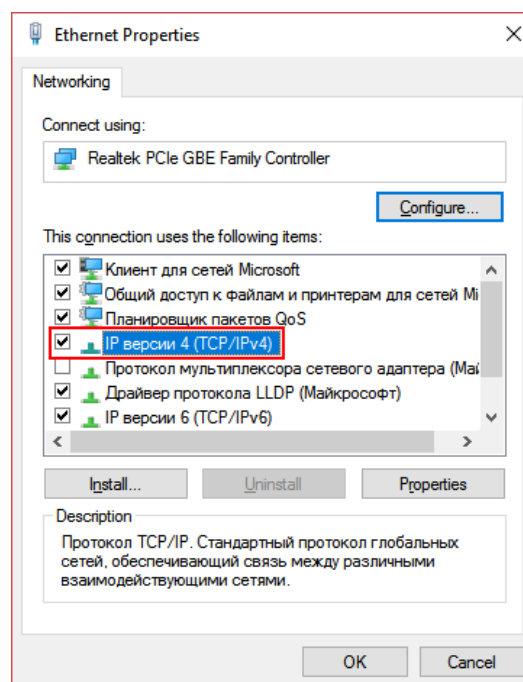 Ethernet Properties
Networking
Connect using:
Realtek PCIe GBE Family Controller
Configure...
This connection uses the following items:
Клиент для сетей Microsoft
Общий доступ к файлам и принтерам для сетей Mi
Планировщик пакетов QoS
IP версии 4 (TCP/IPv4)
Протокол мультиплексора сетевого адаптера (Май
Драйвер протокола LLDP (Майкрософт)
IP версии 6 (TCP/IPv6)
Install... Uninstall Properties
Description
Протокол TCP/IP. Стандартный протокол глобальных
сетей, обеспечивающий связь между различными
взаимодействующими сетями.
OK Cancel